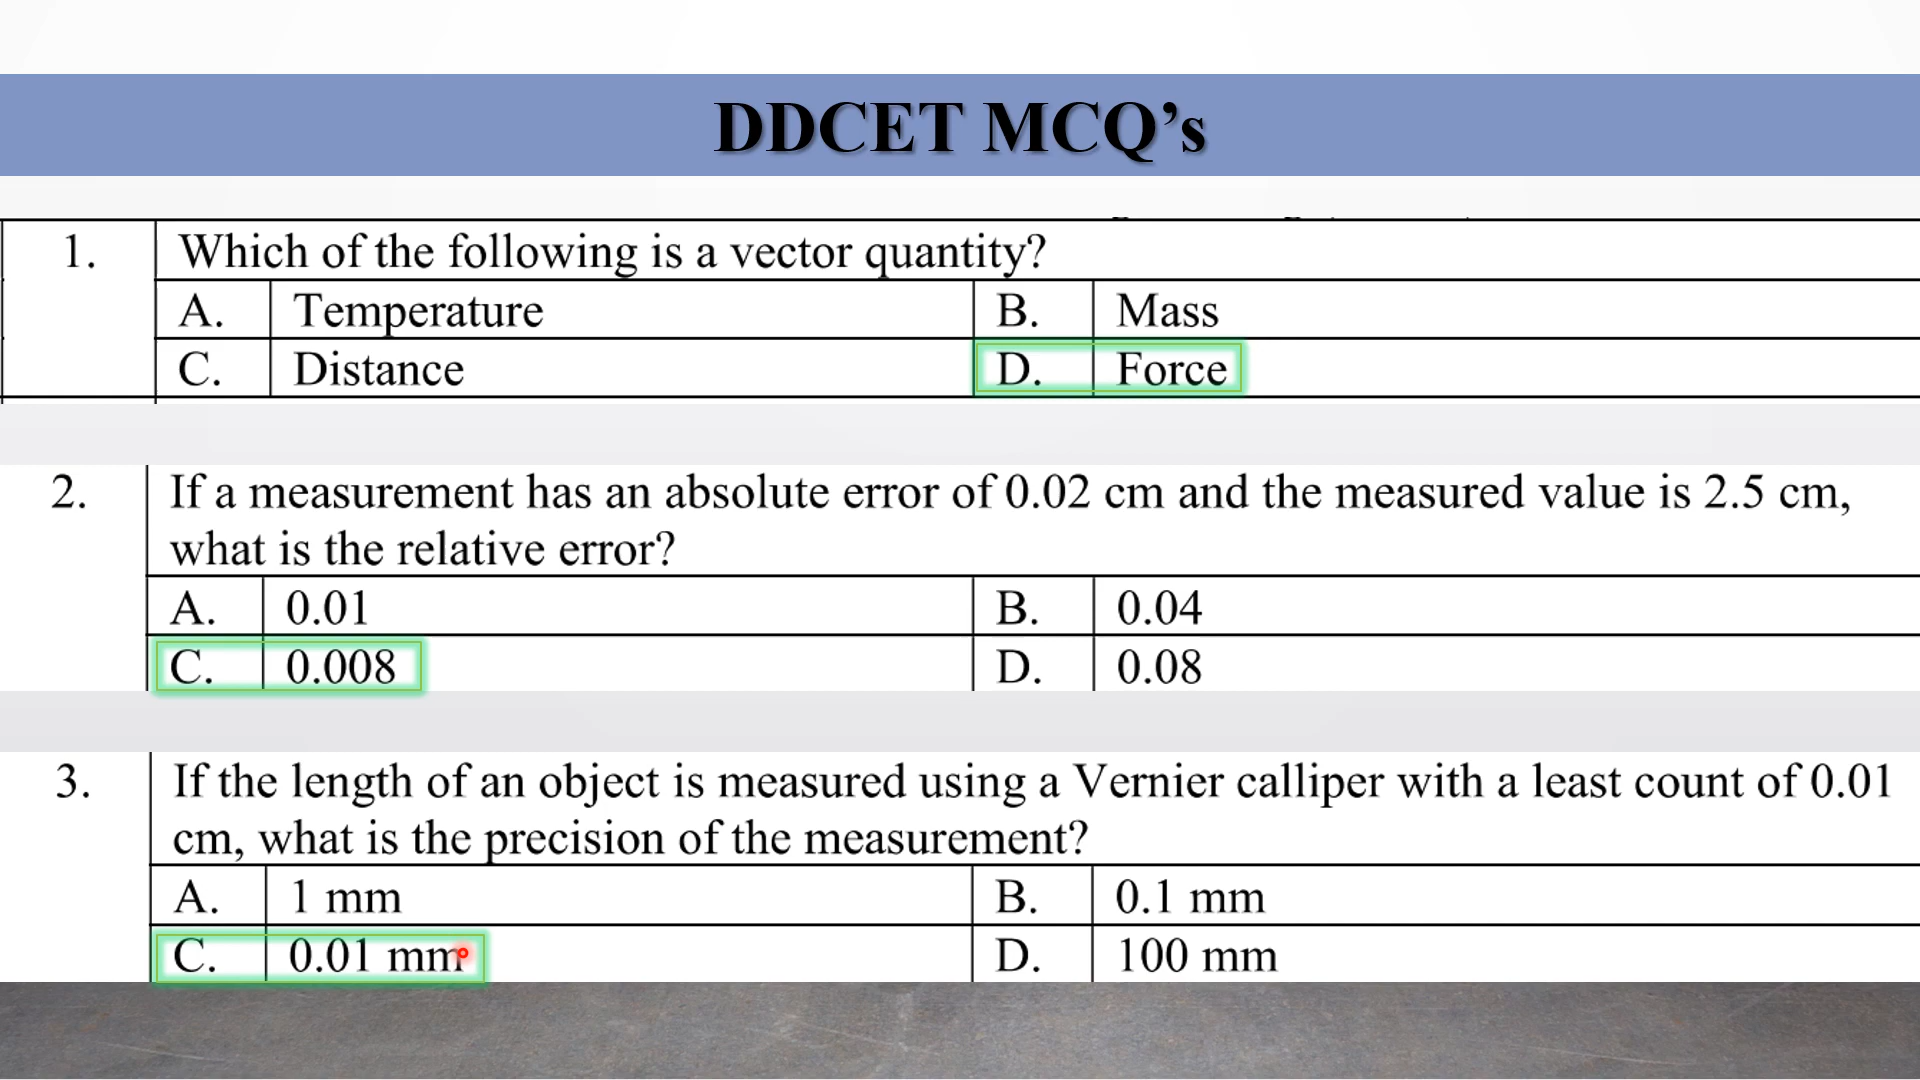 DDCET MCQ’s
1. Which of the following is a vector quantity?
A. Temperature B. Mass
C. Distance D. Force
2. If a measurement has an absolute error of 0.02 cm and the measured value is 2.5 cm,
what is the relative error?
A. 0.01 B. 0.04
C. 0.008 D. 0.08
3. If the length of an object is measured using a Vernier calliper with a least count of 0.01
cm, what is the precision of the measurement?
A. 1 mm B. 0.1 mm
C. 0.01 mm D. 100 mm